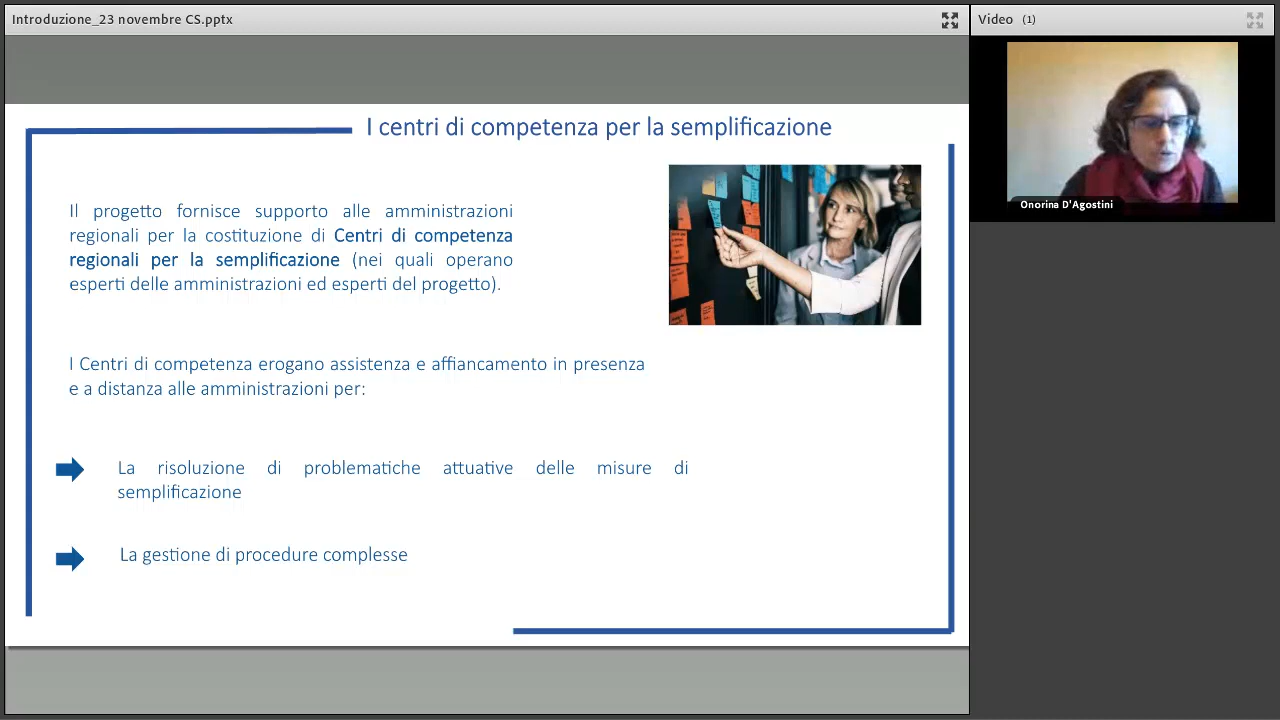 Introduzione_23 novembre CS.pptx
Video (1)
Onorina D'Agostini
I centri di competenza per la semplificazione
Il progetto fornisce supporto alle amministrazioni
regionali per la costituzione di Centri di competenza
regionali per la semplificazione (nei quali operano
esperti delle amministrazioni ed esperti del progetto).
I Centri di competenza erogano assistenza e affiancamento in presenza
e a distanza alle amministrazioni per:
La risoluzione di problematiche attuative delle misure di
semplificazione
La gestione di procedure complesse